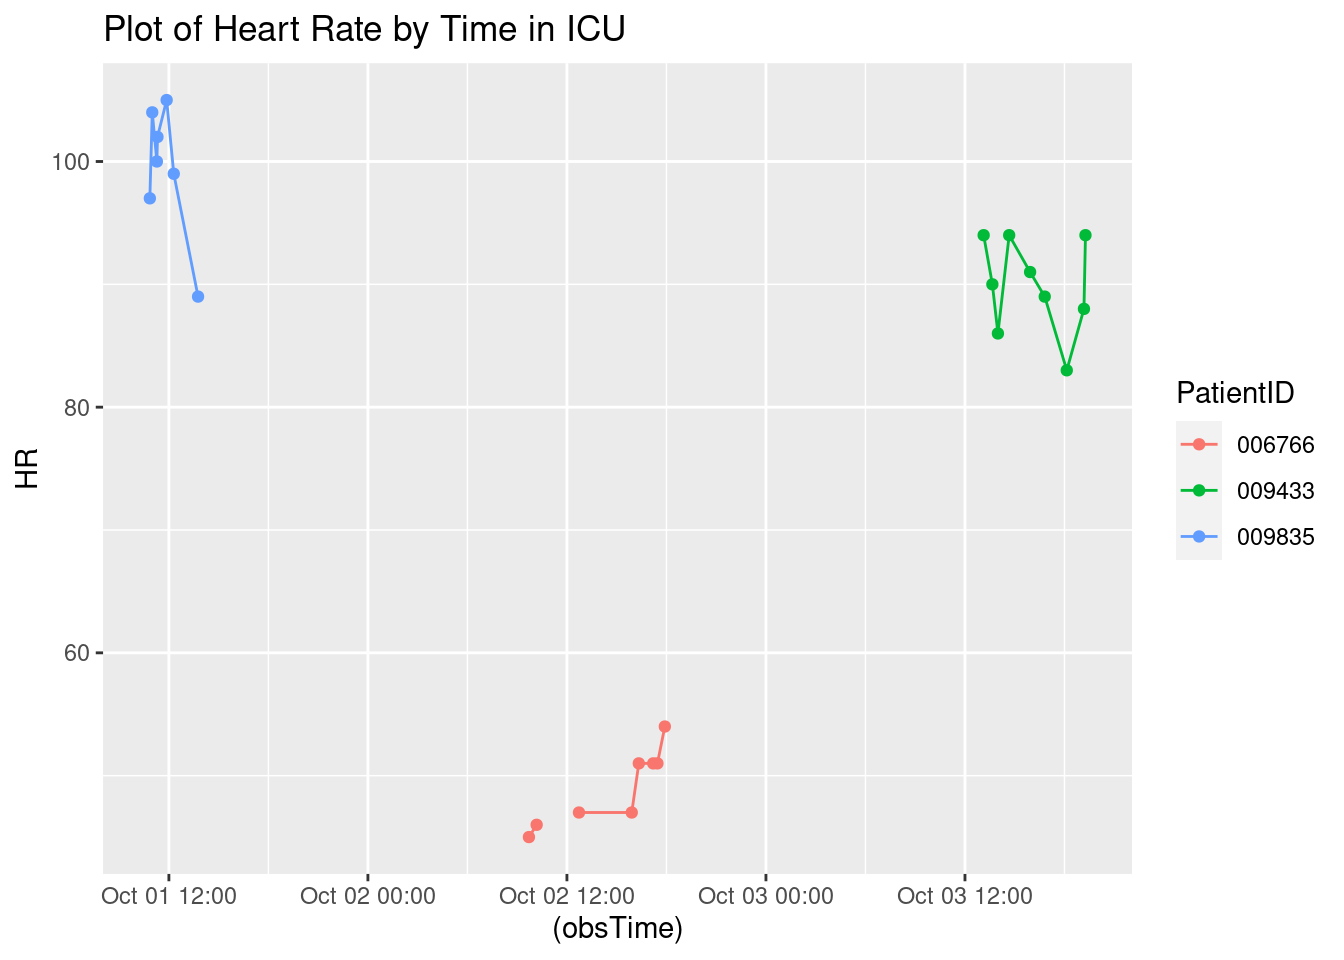 Plot of Heart Rate by Time in ICU
100
80
60
HR
Oct 01 12:00 Oct 02 00:00 Oct 02 12:00 Oct 03 00:00 Oct 03 12:00
(obsTime)
PatientID
006766
009433
009835